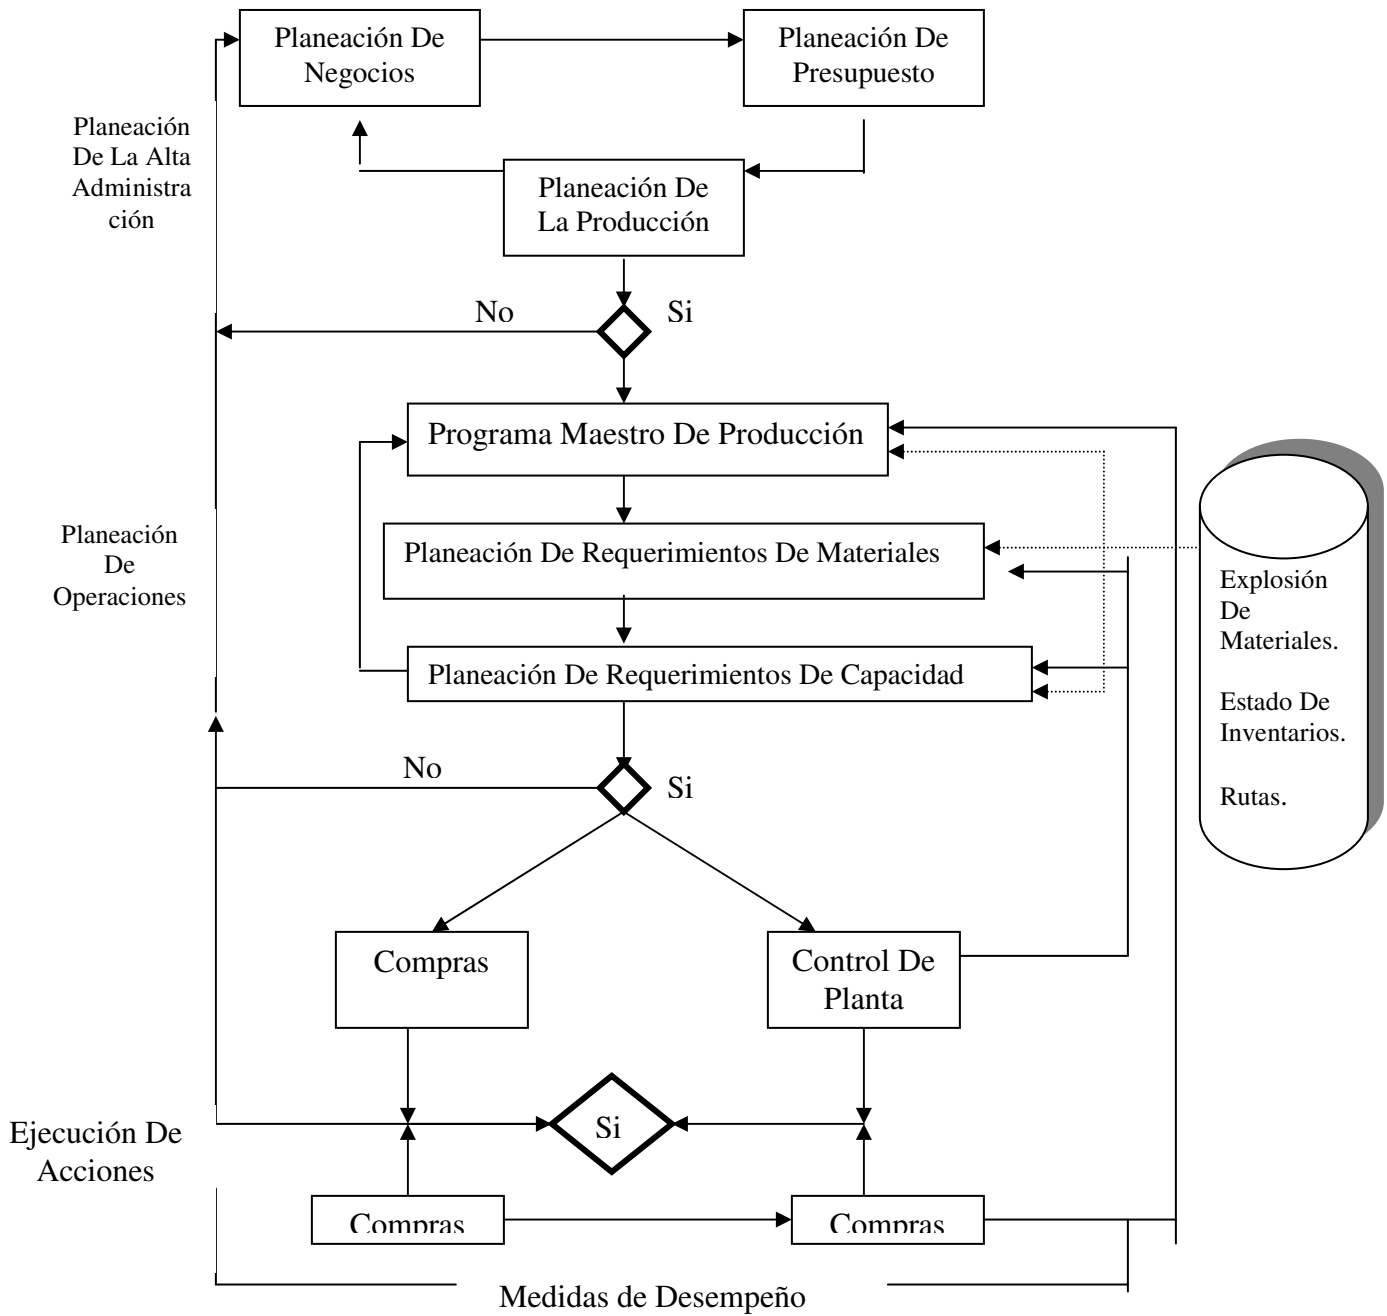 Planeación De
Negocios
Planeación De
Presupuesto
Planeación
De La Alta
Administra
ción
Planeación De
La Producción
No
Si
Programa Maestro De Producción
Planeación
De
Operaciones
Planeación De Requerimientos De Materiales
Planeación De Requerimientos De Capacidad
Explosión
De
Materiales.
Estado De
Inventarios.
Rutas.
No
Si
Compras
Control De
Planta
Ejecución De
Acciones
Si
Compras
Compras
Medidas de Desempeño